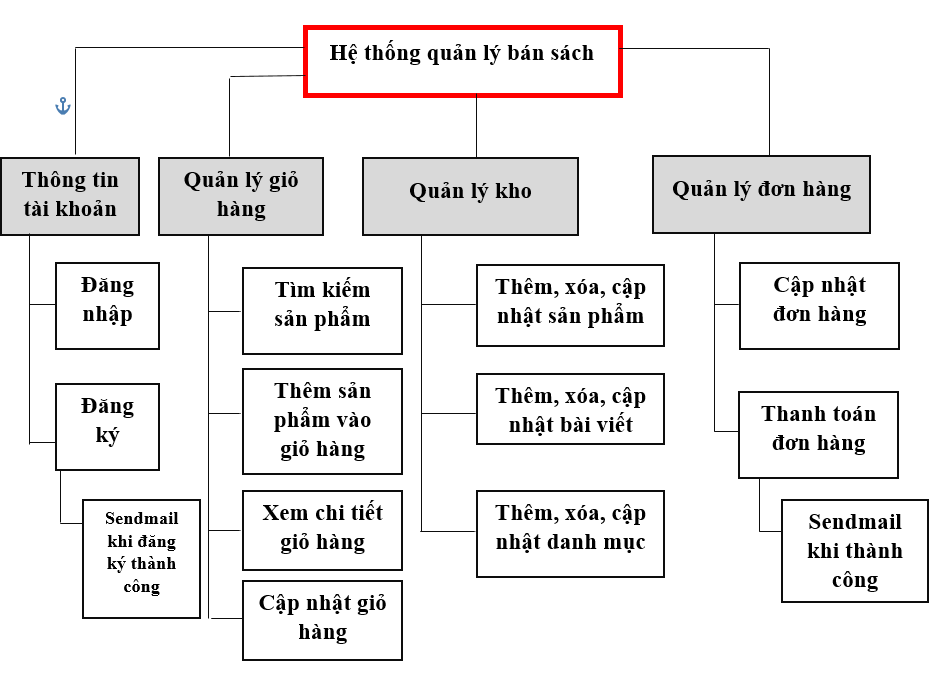 Hệ thống quản lý bán sách
Thông tin
tài khoản
Quản lý giỏ
hàng
Quản lý kho
Quản lý đơn hàng
Đăng
nhập
Đăng
ký
Sendmail
khi đăng
ký thành
công
Tìm kiếm
sản phẩm
Thêm sản
phẩm vào
giỏ hàng
Xem chi tiết
giỏ hàng
Cập nhật giỏ
hàng
Thêm, xóa, cập
nhật sản phẩm
Thêm, xóa, cập
nhật bài viết
Thêm, xóa, cập
nhật danh mục
Cập nhật
đơn hàng
Thanh toán
đơn hàng
Sendmail
khi thành
công